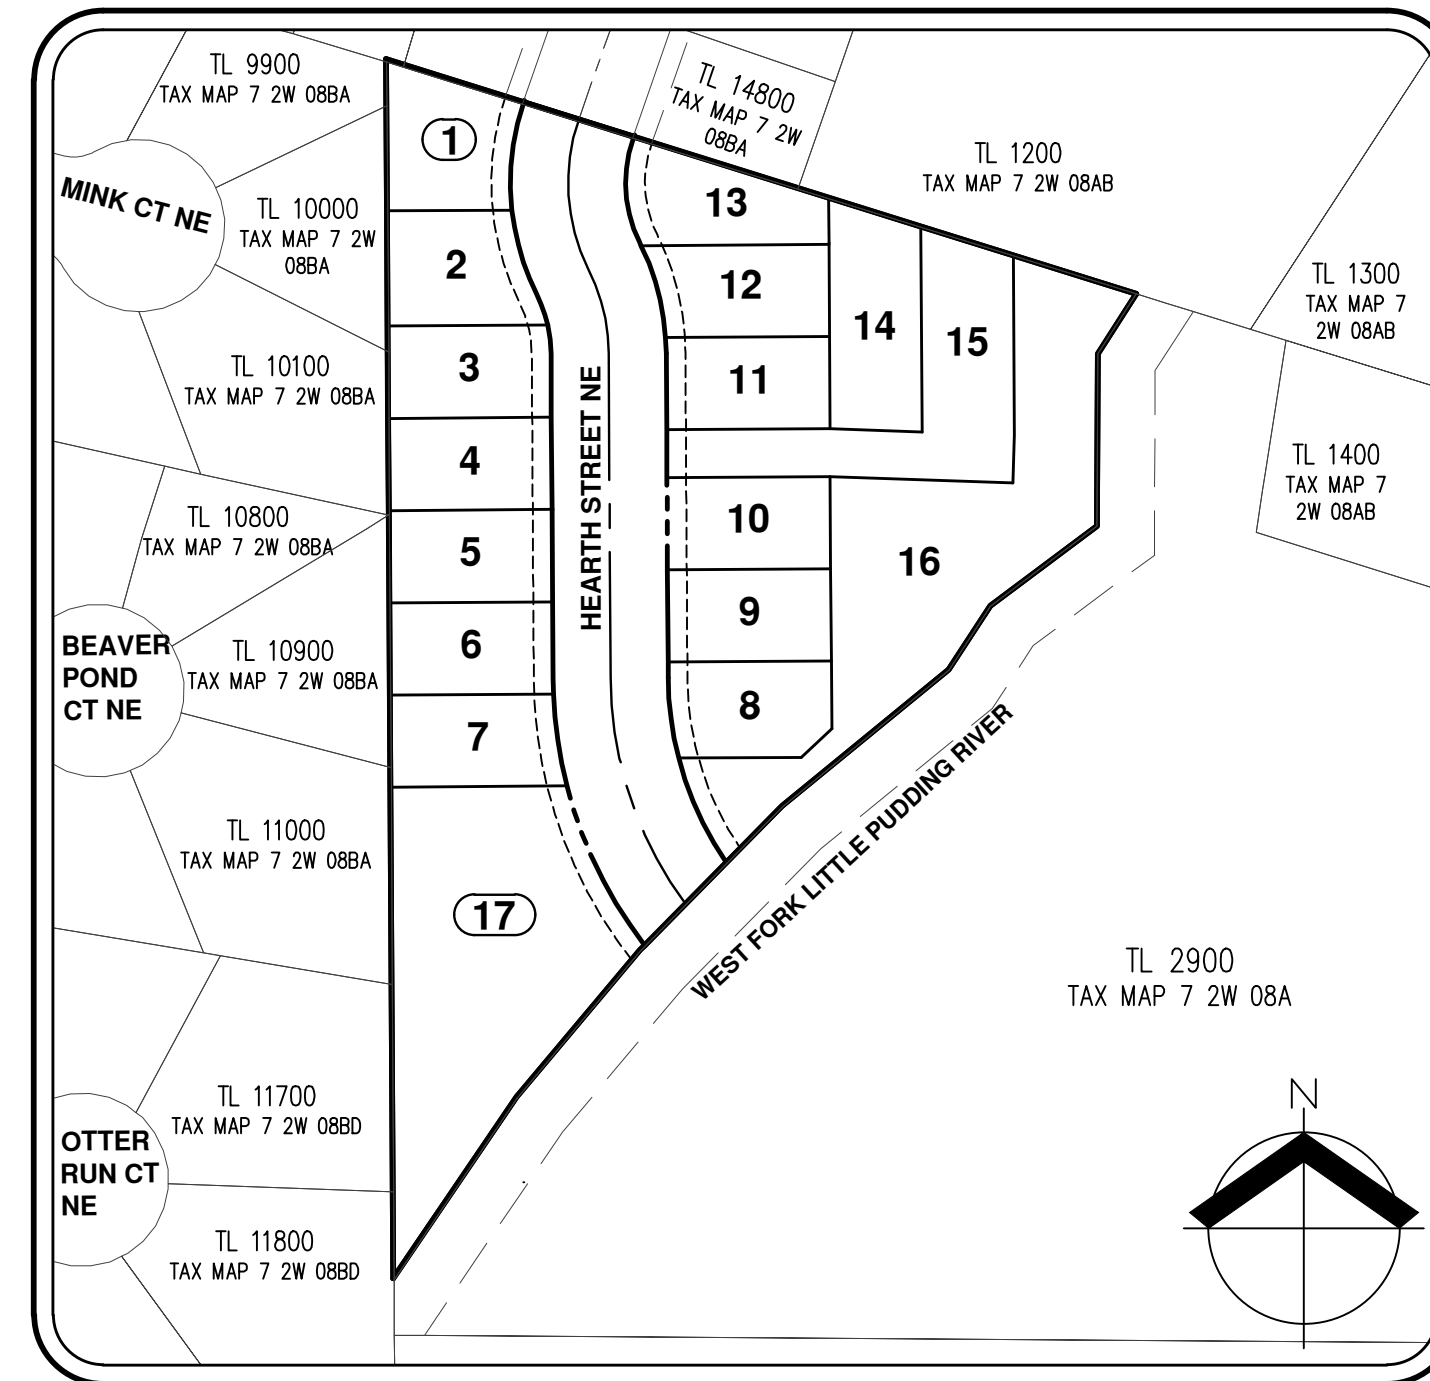 TL 9900
TAX MAP 7 2W 08BA
TL 14800
TAX MAP 7 2W
08BA
1
TL 1200
TAX MAP 7 2W 08AB
MINK CT NE
TL 10000
TAX MAP 7 2W
08BA
13
2
12
TL 1300
TAX MAP 7
2W 08AB
14
15
TL 10100
TAX MAP 7 2W 08BA
3
11
HEARTH STREET NE
4
TL 1400
TAX MAP 7
2W 08AB
TL 10800
TAX MAP 7 2W 08BA
10
5
16
9
BEAVER
POND
CT NE
TL 10900
TAX MAP 7 2W 08BA
6
8
7
WEST FORK LITTLE PUDDING RIVER
TL 11000
TAX MAP 7 2W 08BA
17
TL 2900
TAX MAP 7 2W 08A
TL 11700
TAX MAP 7 2W 08BD
N
OTTER
RUN CT
NE
TL 11800
TAX MAP 7 2W 08BD